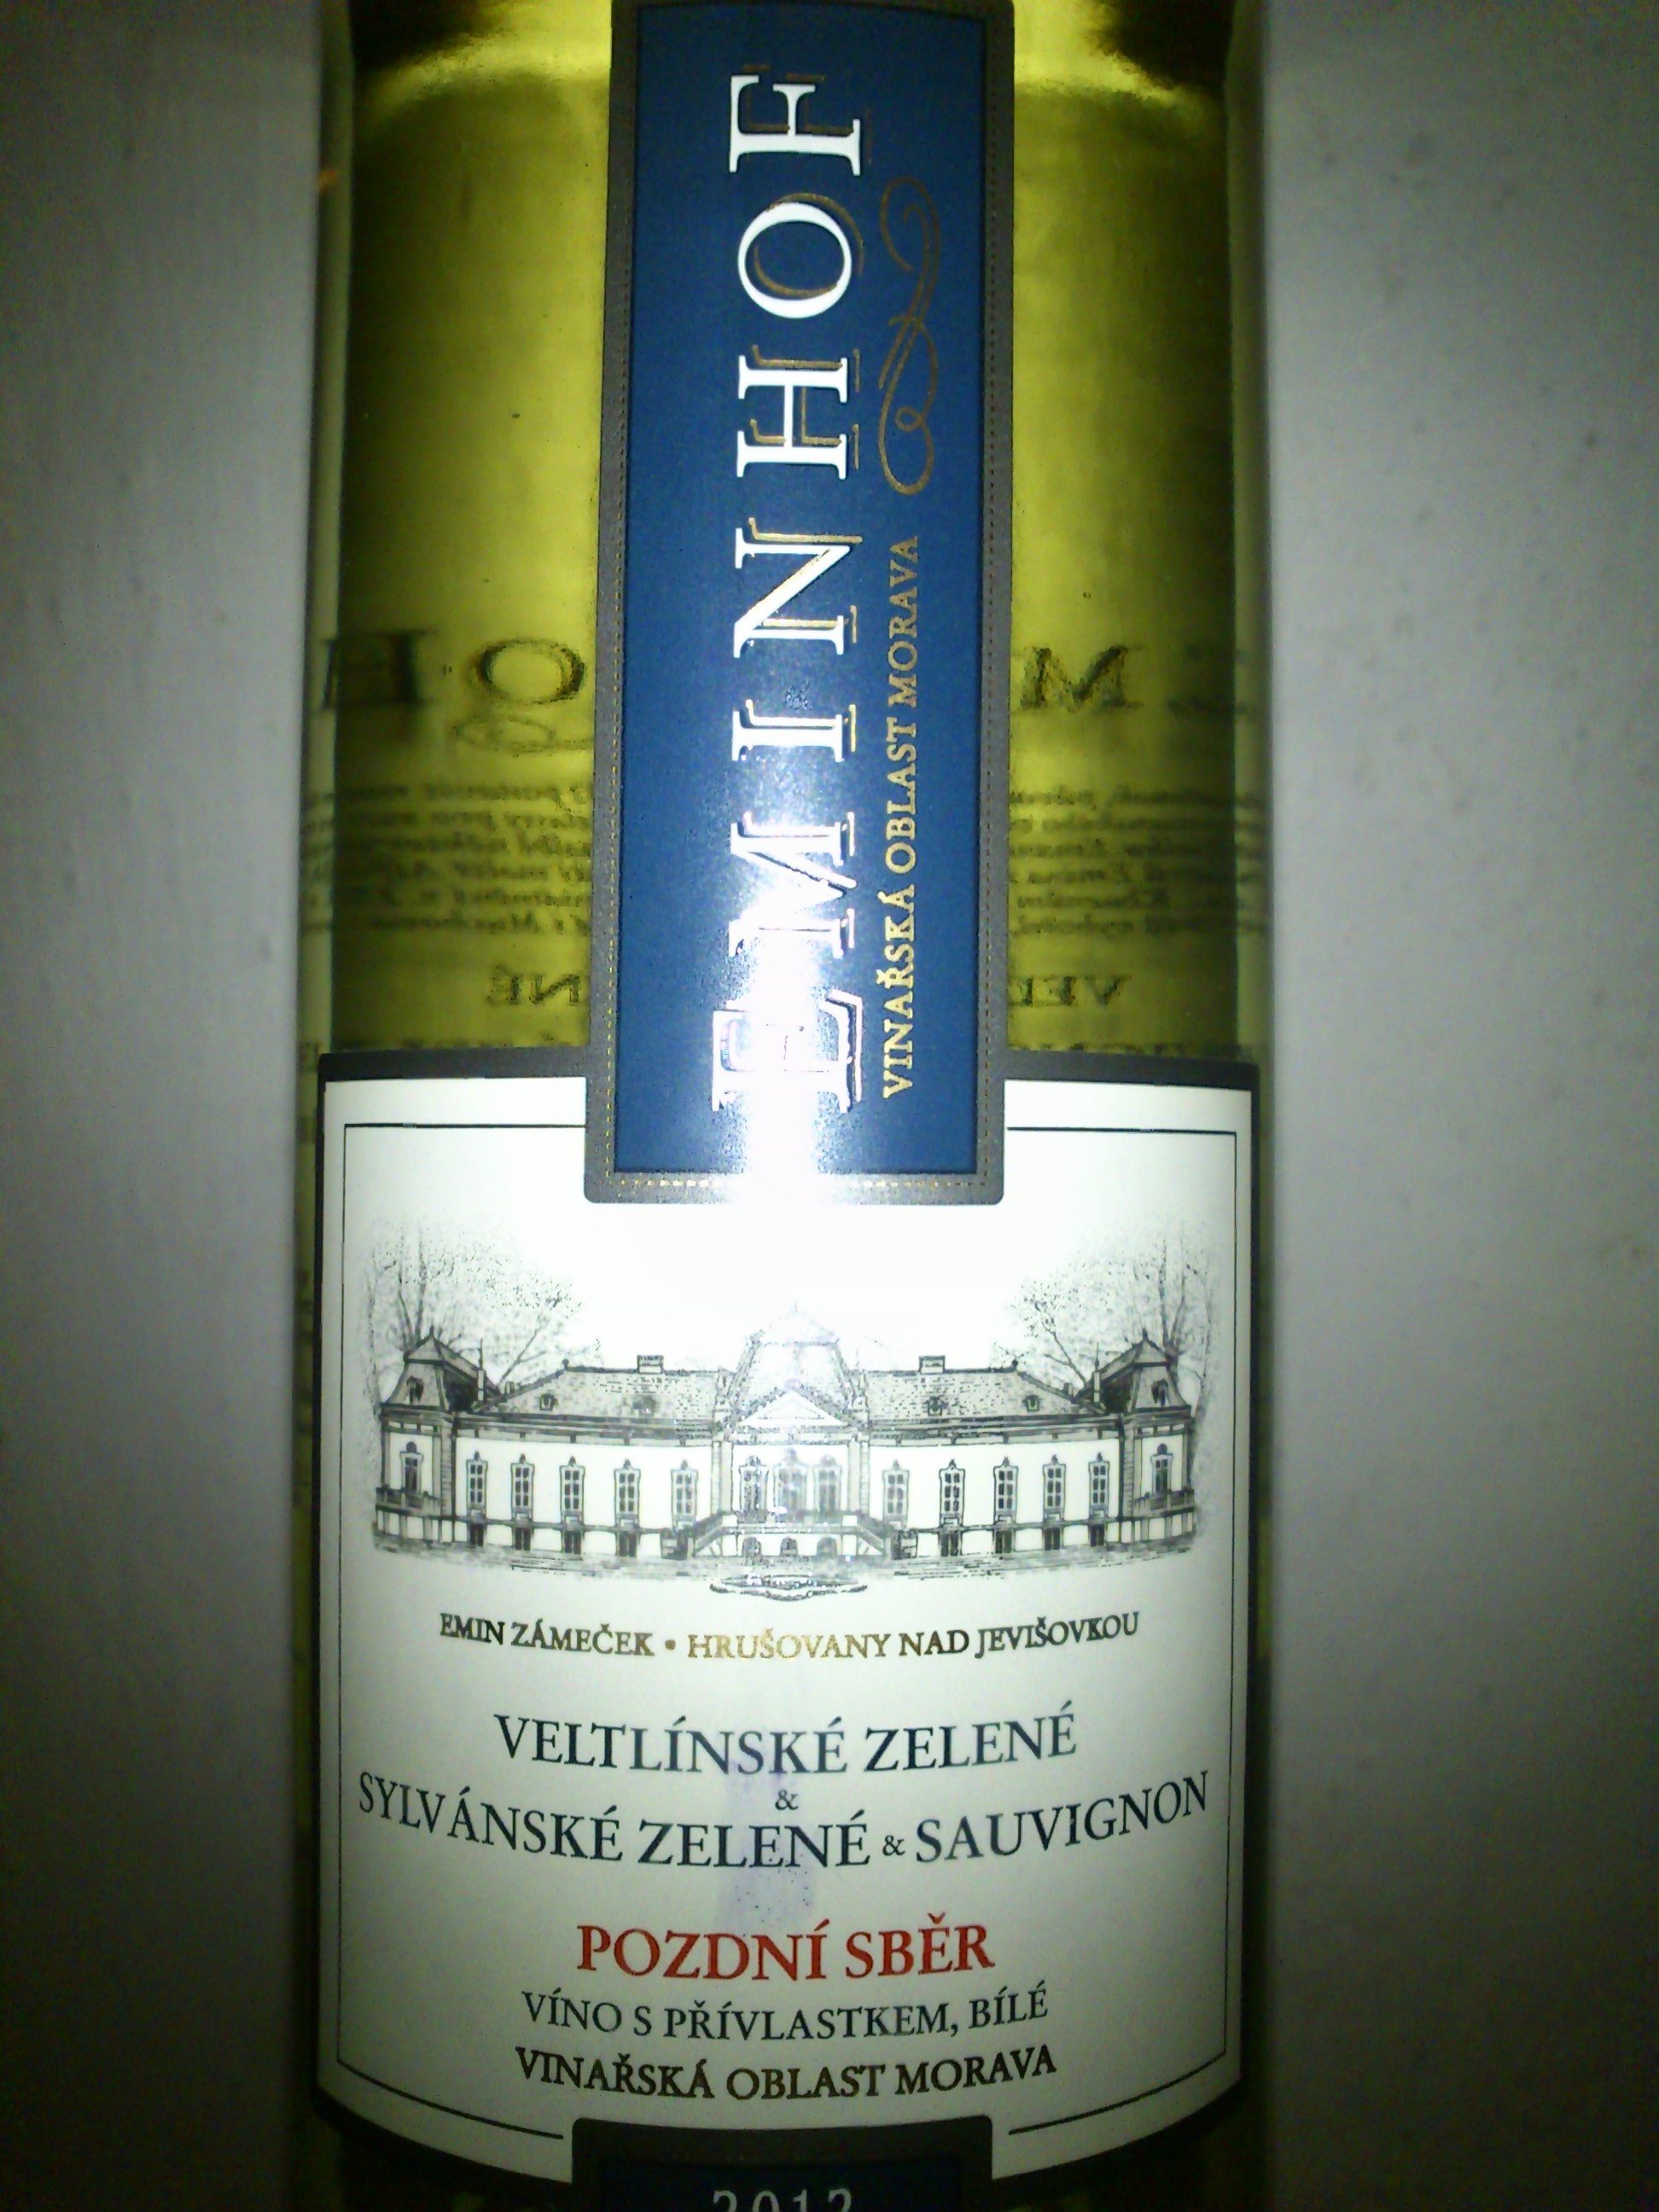 EMINHOF
VINAŘSKÁ OBLAST MORAVA
EMIN ZÁMEČEK • HRUŠOVANY NAD JEVIŠOVKOU
VELTLÍNSKÉ ZELENÉ
&
SYLVÁNSKÉ ZELENÉ & SAUVIGNON
POZDNÍ SBĚR
VÍNO S PŘÍVLASTKEM, BÍLÉ
VINAŘSKÁ OBLAST MORAVA
2012